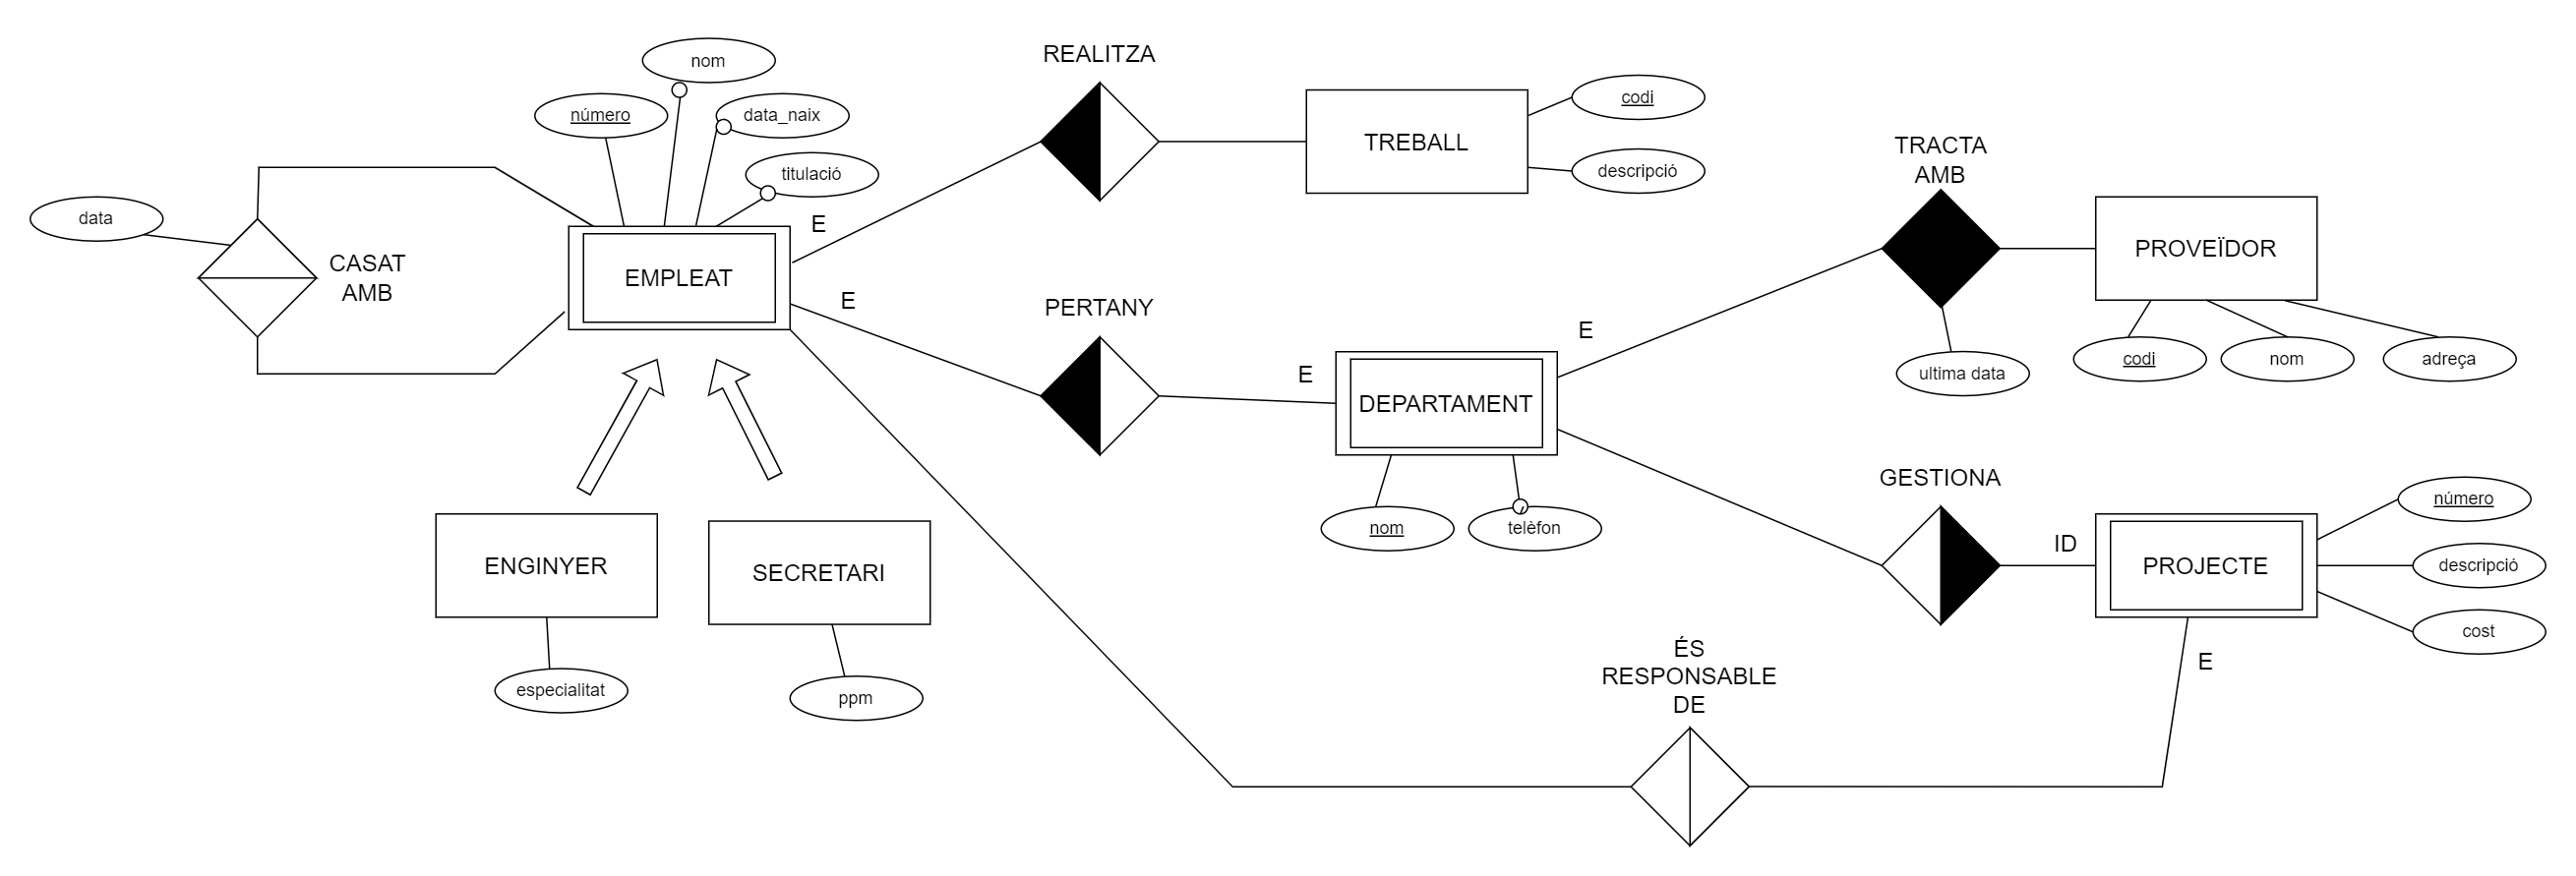 nom
número
data_naix
titulació
data
CASAT
AMB
EMPLEAT
E
E
REALITZA
TREBALL
codi
descripció
PERTANY
E
DEPARTAMENT
nom
telèfon
E
TRACTA
AMB
ultima data
PROVEÏDOR
codi
nom
adreça
GESTIONA
ID
PROJECTE
número
descripció
cost
E
ÉS
RESPONSABLE
DE
ENGINYER
especialitat
SECRETARI
ppm